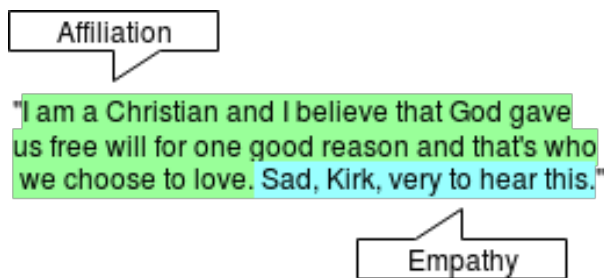 Affiliation
"I am a Christian and I believe that God gave
us free will for one good reason and that's who
we choose to love. Sad, Kirk, very to hear this."
Empathy